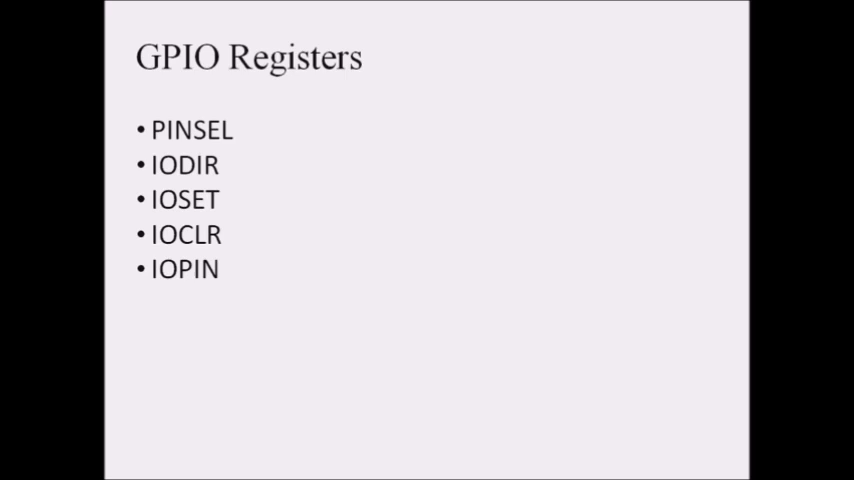 GPIO Registers
• PINSEL
• IODIR
• IOSET
• IOCLR
• IOPIN